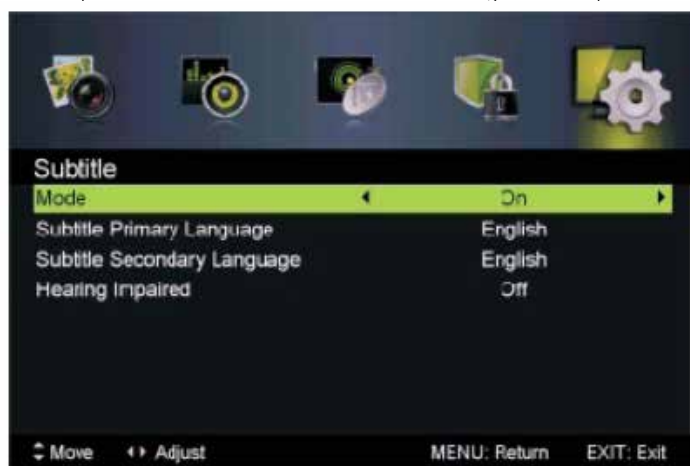 Subtitle
Mode On
Subtitle Primary Language English
Subtitle Secondary Language English
Hearing Impaired Off
Move Adjust MENU: Return EXIT: Exit